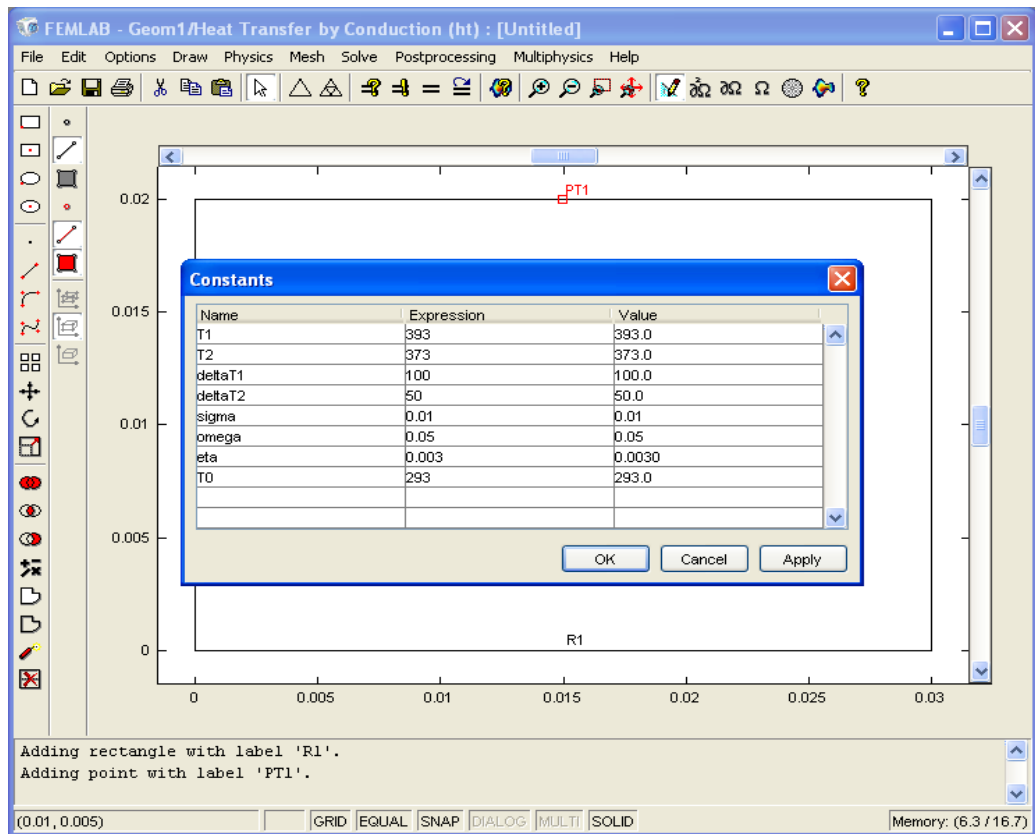 FEMLAB - Geom1/Heat Transfer by Conduction (ht) : [Untitled]
File Edit Options Draw Physics Mesh Solve Postprocessing Multiphysics Help
PT1
0.02
Constants
0.015
Name Expression Value
T1 393 393.0
T2 373 373.0
deltaT1 100 100.0
deltaT2 50 50.0
sigma 0.01 0.01
0.01
omega 0.05 0.05
eta 0.003 0.0030
T0 293 293.0
0.005
OK Cancel Apply
R1
0
0 0.005 0.01 0.015 0.02 0.025 0.03
Adding rectangle with label 'R1'.
Adding point with label 'PT1'.
(0.01, 0.005) GRID EQUAL SNAP DIALOG MULTI SOLID Memory: (6.3 / 16.7)